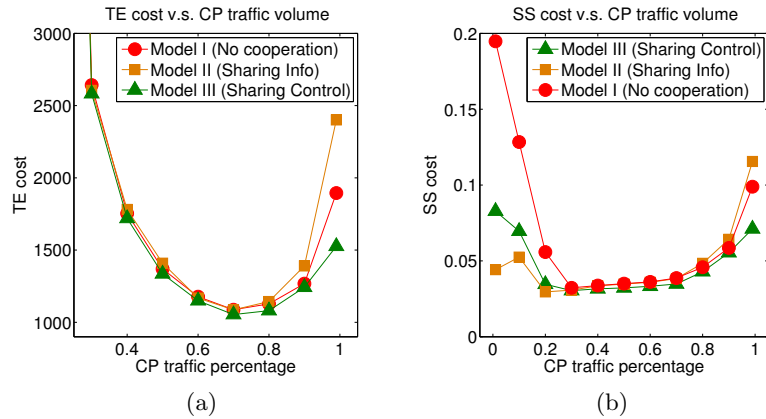 TE cost v.s. CP traffic volume
3000
2500
2000
1500
1000
TE cost
Model I (No cooperation)
Model II (Sharing Info)
Model III (Sharing Control)
0.4
0.6
0.8
1
CP traffic percentage
(a)
SS cost v.s. CP traffic volume
0.2
0.15
0.1
0.05
0
SS cost
Model III (Sharing Control)
Model II (Sharing Info)
Model I (No cooperation)
0
0.2
0.4
0.6
0.8
1
CP traffic percentage
(b)